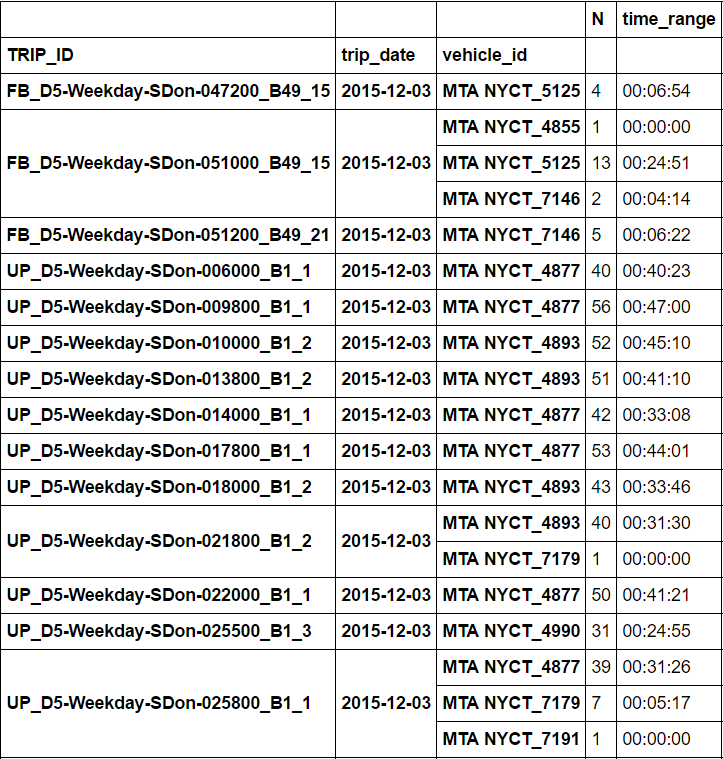 N time_range
TRIP_ID trip_date vehicle_id
FB_D5-Weekday-SDon-047200_B49_15 2015-12-03 MTA NYCT_5125 4 00:06:54
MTA NYCT_4855 1 00:00:00
FB_D5-Weekday-SDon-051000_B49_15 2015-12-03 MTA NYCT_5125 13 00:24:51
MTA NYCT_7146 2 00:04:14
FB_D5-Weekday-SDon-051200_B49_21 2015-12-03 MTA NYCT_7146 5 00:06:22
UP_D5-Weekday-SDon-006000_B1_1 2015-12-03 MTA NYCT_4877 40 00:40:23
UP_D5-Weekday-SDon-009800_B1_1 2015-12-03 MTA NYCT_4877 56 00:47:00
UP_D5-Weekday-SDon-010000_B1_2 2015-12-03 MTA NYCT_4893 52 00:45:10
UP_D5-Weekday-SDon-013800_B1_2 2015-12-03 MTA NYCT_4893 51 00:41:10
UP_D5-Weekday-SDon-014000_B1_1 2015-12-03 MTA NYCT_4877 42 00:33:08
UP_D5-Weekday-SDon-017800_B1_1 2015-12-03 MTA NYCT_4877 53 00:44:01
UP_D5-Weekday-SDon-018000_B1_2 2015-12-03 MTA NYCT_4893 43 00:33:46
MTA NYCT_4893 40 00:31:30
UP_D5-Weekday-SDon-021800_B1_2 2015-12-03
MTA NYCT_7179 1 00:00:00
UP_D5-Weekday-SDon-022000_B1_1 2015-12-03 MTA NYCT_4877 50 00:41:21
UP_D5-Weekday-SDon-025500_B1_3 2015-12-03 MTA NYCT_4990 31 00:24:55
MTA NYCT_4877 39 00:31:26
UP_D5-Weekday-SDon-025800_B1_1 2015-12-03 MTA NYCT_7179 7 00:05:17
MTA NYCT_7191 1 00:00:00